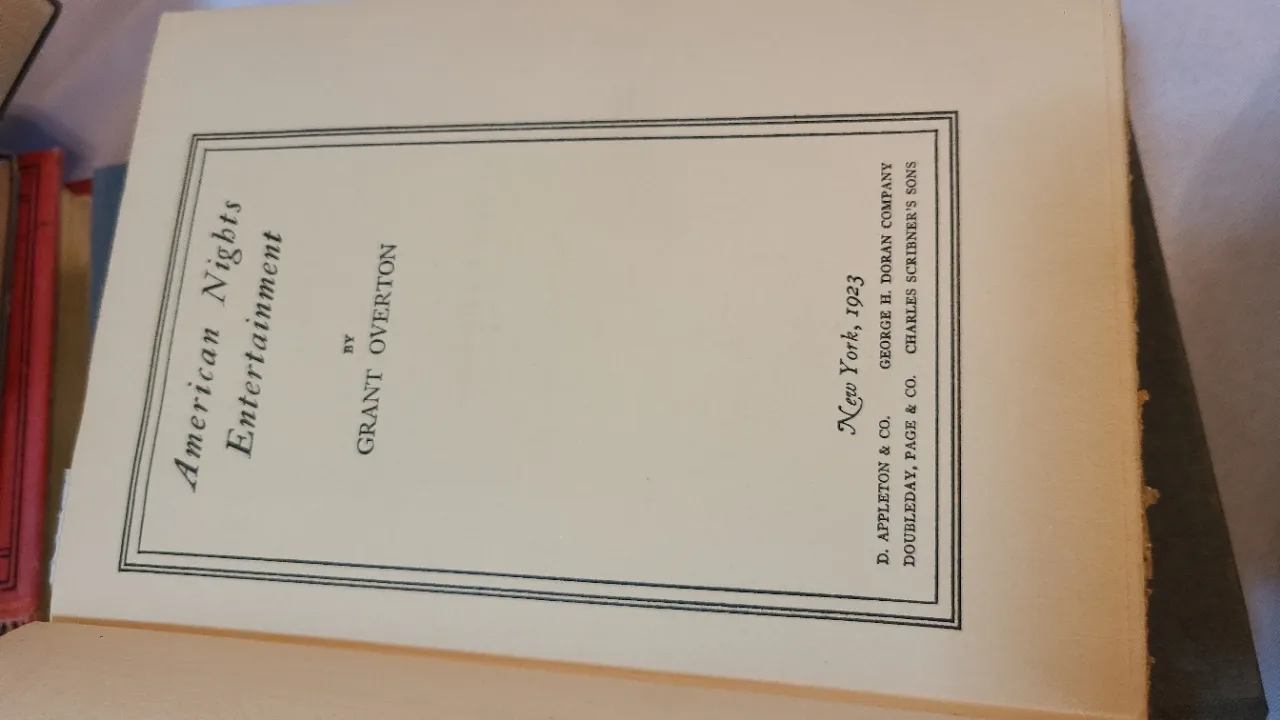 American Nights
Entertainment
BY
GRANT OVERTON
New York, 1923
D. APPLETON & CO. GEORGE H. DORAN COMPANY
DOUBLEDAY, PAGE & CO. CHARLES SCRIBNER'S SONS